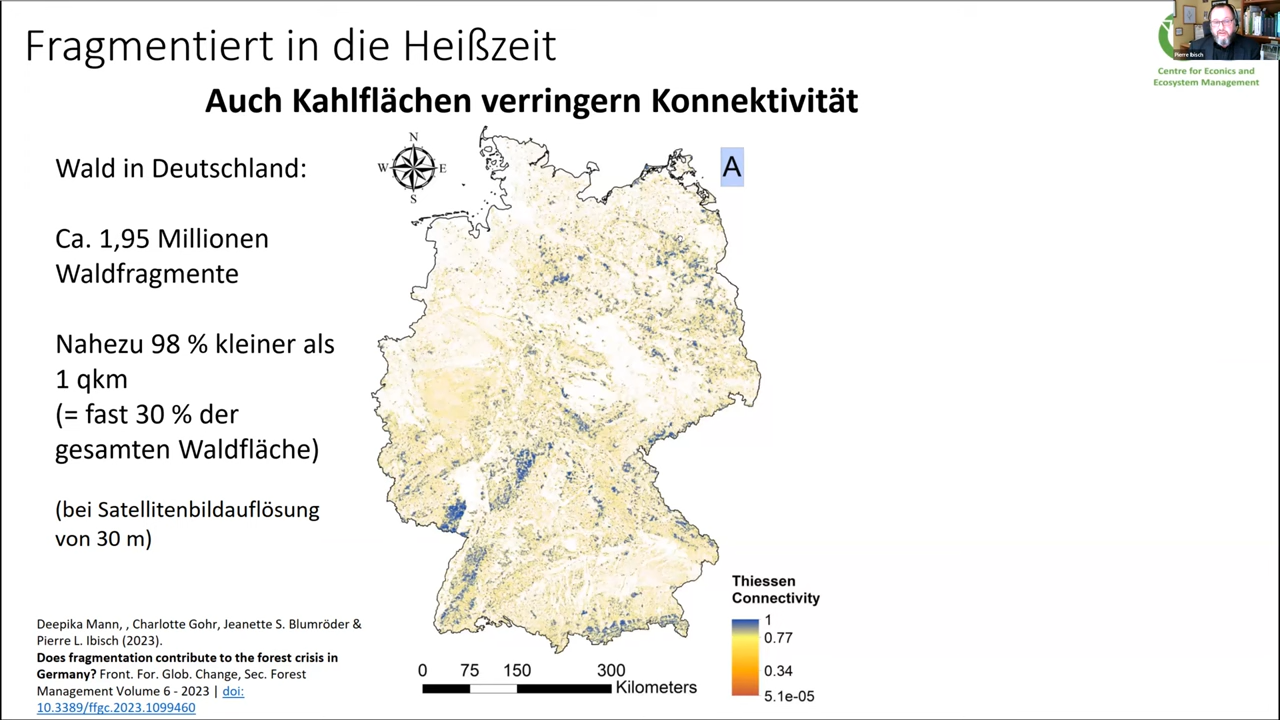 Fragmentiert in die Heißzeit
Pierre Ibisch
Centre for Econics and
Ecosystem Management
Auch Kahlflächen verringern Konnektivität
Wald in Deutschland:
Ca. 1,95 Millionen
Waldfragmente
Nahezu 98 % kleiner als
1 qkm
(= fast 30 % der
gesamten Waldfläche)
(bei Satellitenbildauflösung
von 30 m)
Deepika Mann, , Charlotte Gohr, Jeanette S. Blumröder &
Pierre L. Ibisch (2023).
Does fragmentation contribute to the forest crisis in
Germany? Front. For. Glob. Change, Sec. Forest
Management Volume 6 - 2023 | doi:
10.3389/ffgc.2023.1099460
N
W E
S
A
Thiessen
Connectivity
1
0.77
0.34
5.1e-05
0 75 150 300
Kilometers